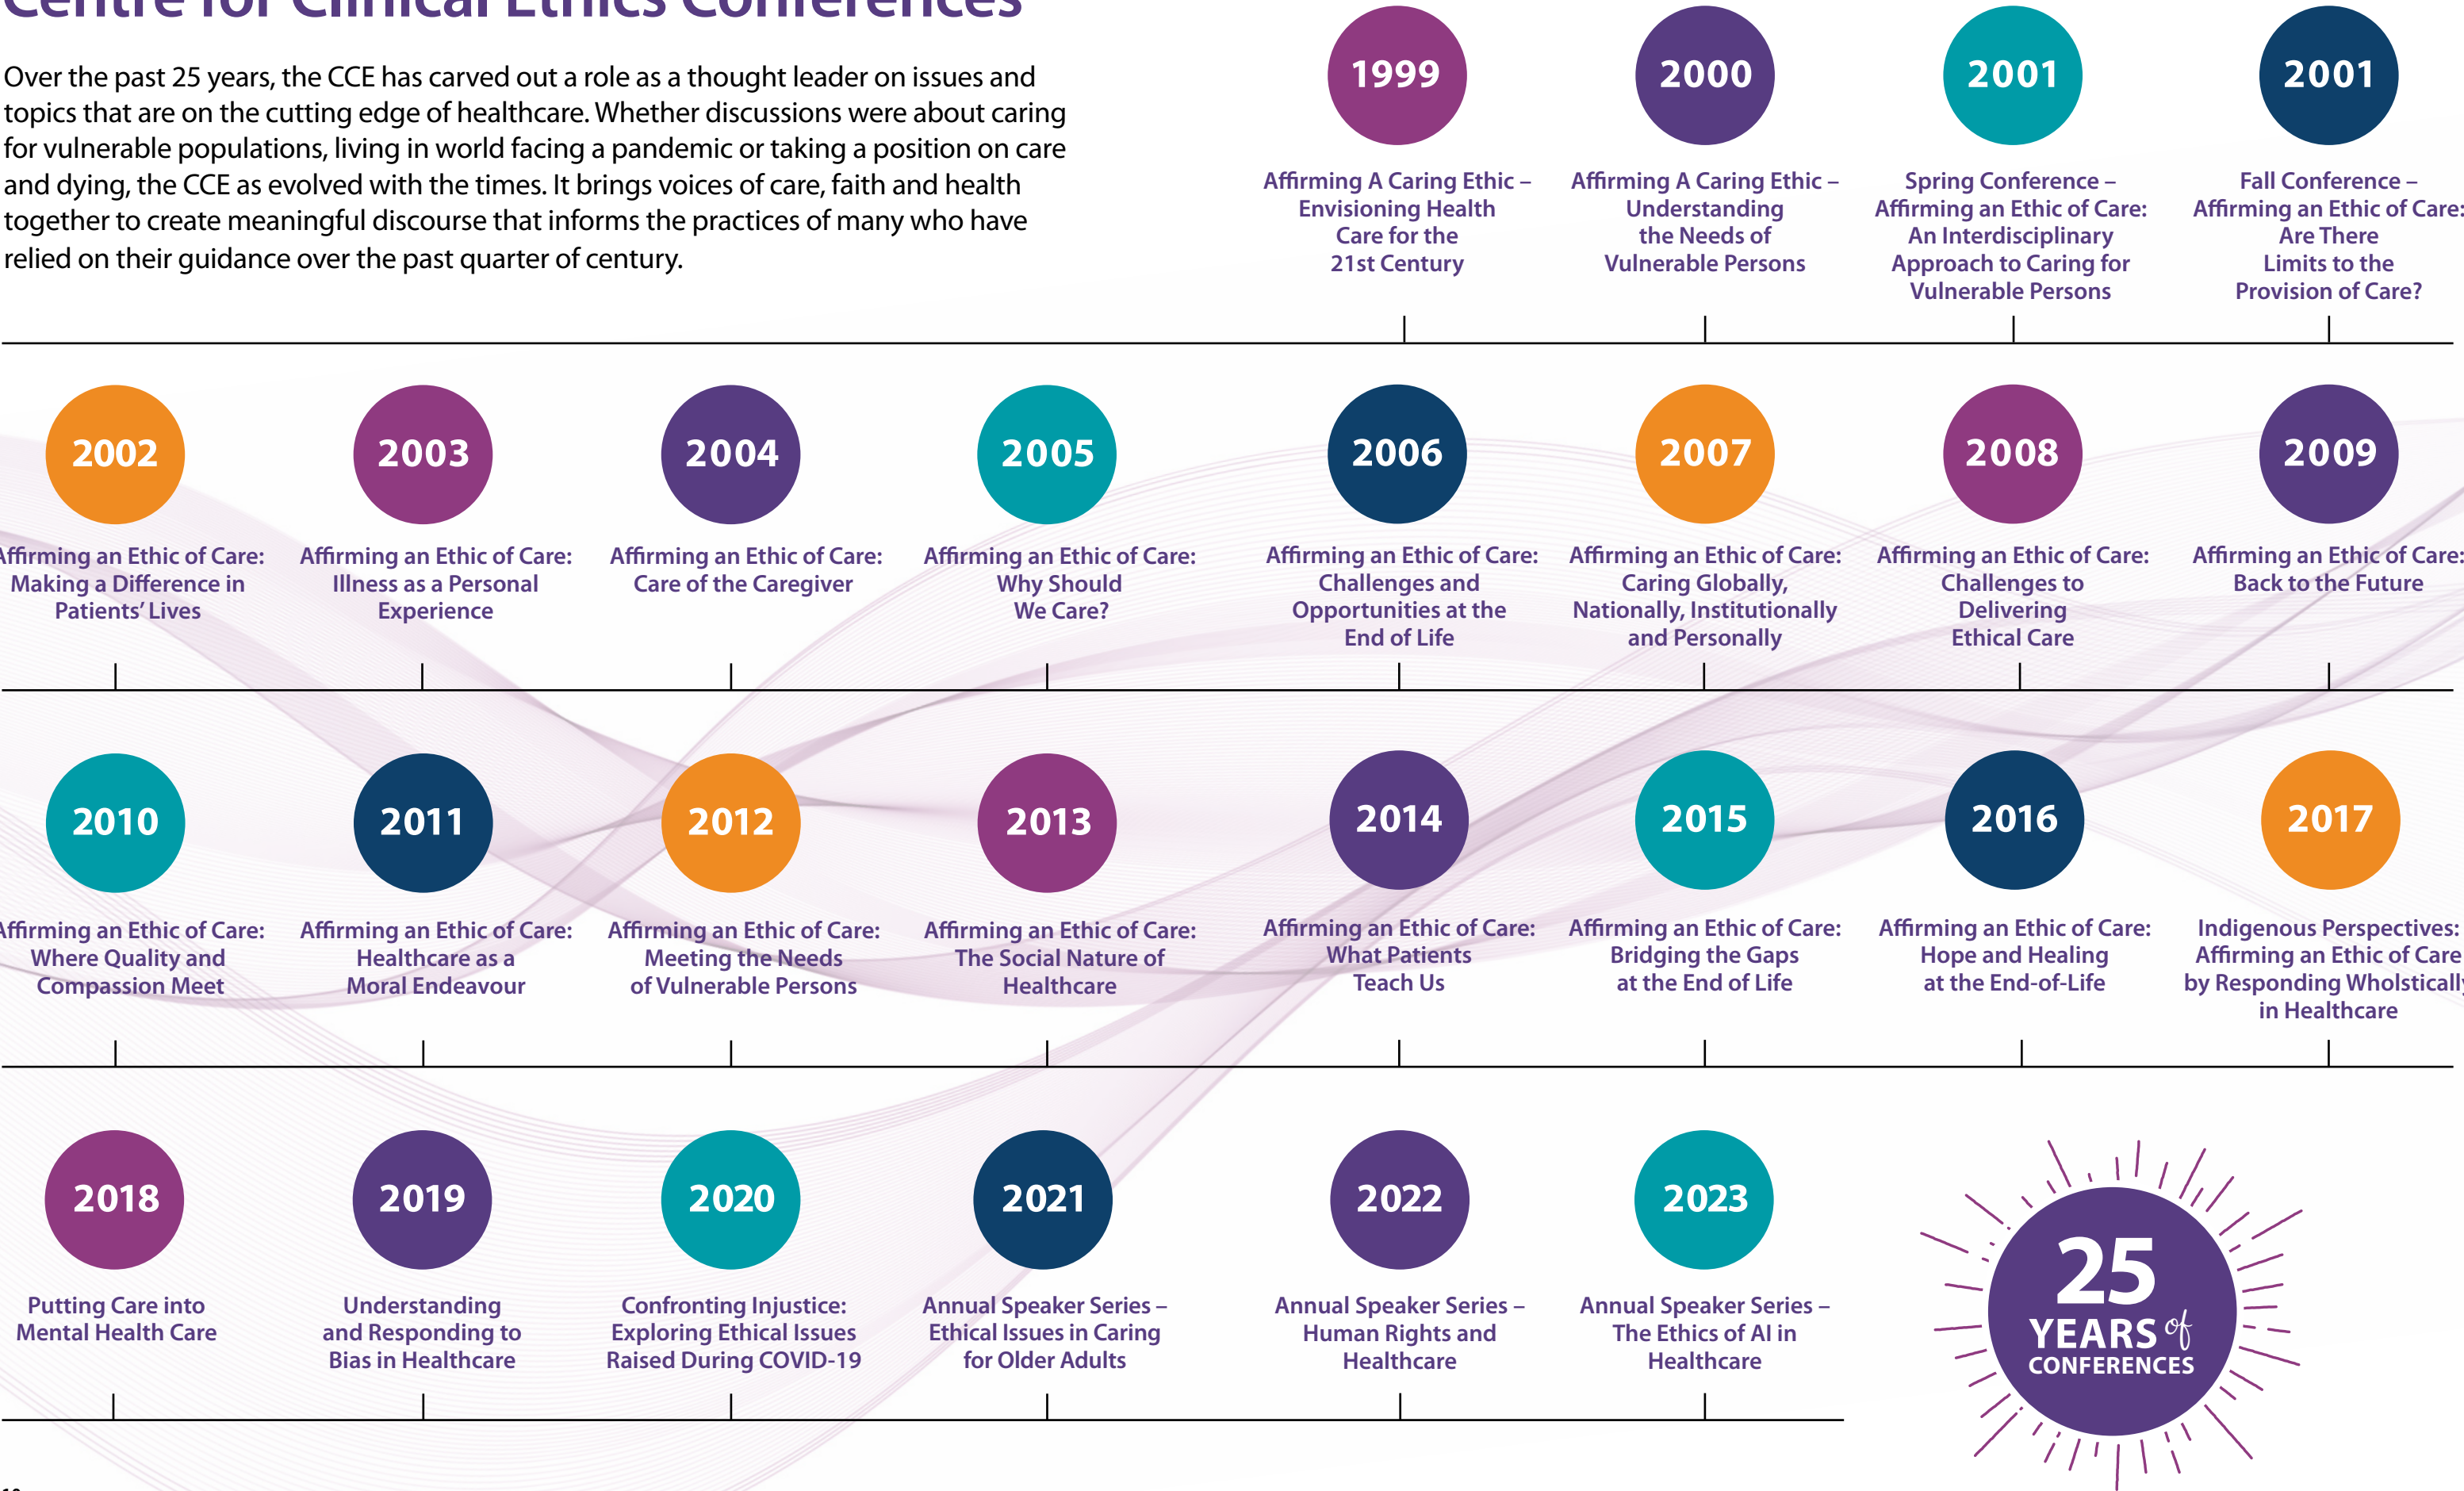 Centre for Clinical Ethics Conferences
Over the past 25 years, the CCE has carved out a role as a thought leader on issues and
topics that are on the cutting edge of healthcare. Whether discussions were about caring
for vulnerable populations, living in world facing a pandemic or taking a position on care
and dying, the CCE as evolved with the times. It brings voices of care, faith and health
together to create meaningful discourse that informs the practices of many who have
relied on their guidance over the past quarter of century.
1999
Affirming A Caring Ethic –
Envisioning Health
Care for the
21st Century
2000
Affirming A Caring Ethic –
Understanding
the Needs of
Vulnerable Persons
2001
Spring Conference –
Affirming an Ethic of Care:
An Interdisciplinary
Approach to Caring for
Vulnerable Persons
2001
Fall Conference –
Affirming an Ethic of Care:
Are There
Limits to the
Provision of Care?
2002
Affirming an Ethic of Care:
Making a Difference in
Patients' Lives
2003
Affirming an Ethic of Care:
Illness as a Personal
Experience
2004
Affirming an Ethic of Care:
Care of the Caregiver
2005
Affirming an Ethic of Care:
Why Should
We Care?
2006
Affirming an Ethic of Care:
Challenges and
Opportunities at the
End of Life
2007
Affirming an Ethic of Care:
Caring Globally,
Nationally, Institutionally
and Personally
2008
Affirming an Ethic of Care:
Challenges to
Delivering
Ethical Care
2009
Affirming an Ethic of Care:
Back to the Future
2010
Affirming an Ethic of Care:
Where Quality and
Compassion Meet
2011
Affirming an Ethic of Care:
Healthcare as a
Moral Endeavour
2012
Affirming an Ethic of Care:
Meeting the Needs
of Vulnerable Persons
2013
Affirming an Ethic of Care:
The Social Nature of
Healthcare
2014
Affirming an Ethic of Care:
What Patients
Teach Us
2015
Affirming an Ethic of Care:
Bridging the Gaps
at the End of Life
2016
Affirming an Ethic of Care:
Hope and Healing
at the End-of-Life
2017
Indigenous Perspectives:
Affirming an Ethic of Care
by Responding Wholstically
in Healthcare
2018
Putting Care into
Mental Health Care
2019
Understanding
and Responding to
Bias in Healthcare
2020
Confronting Injustice:
Exploring Ethical Issues
Raised During COVID-19
2021
Annual Speaker Series –
Ethical Issues in Caring
for Older Adults
2022
Annual Speaker Series –
Human Rights and
Healthcare
2023
Annual Speaker Series –
The Ethics of AI in
Healthcare
25
YEARS of
CONFERENCES